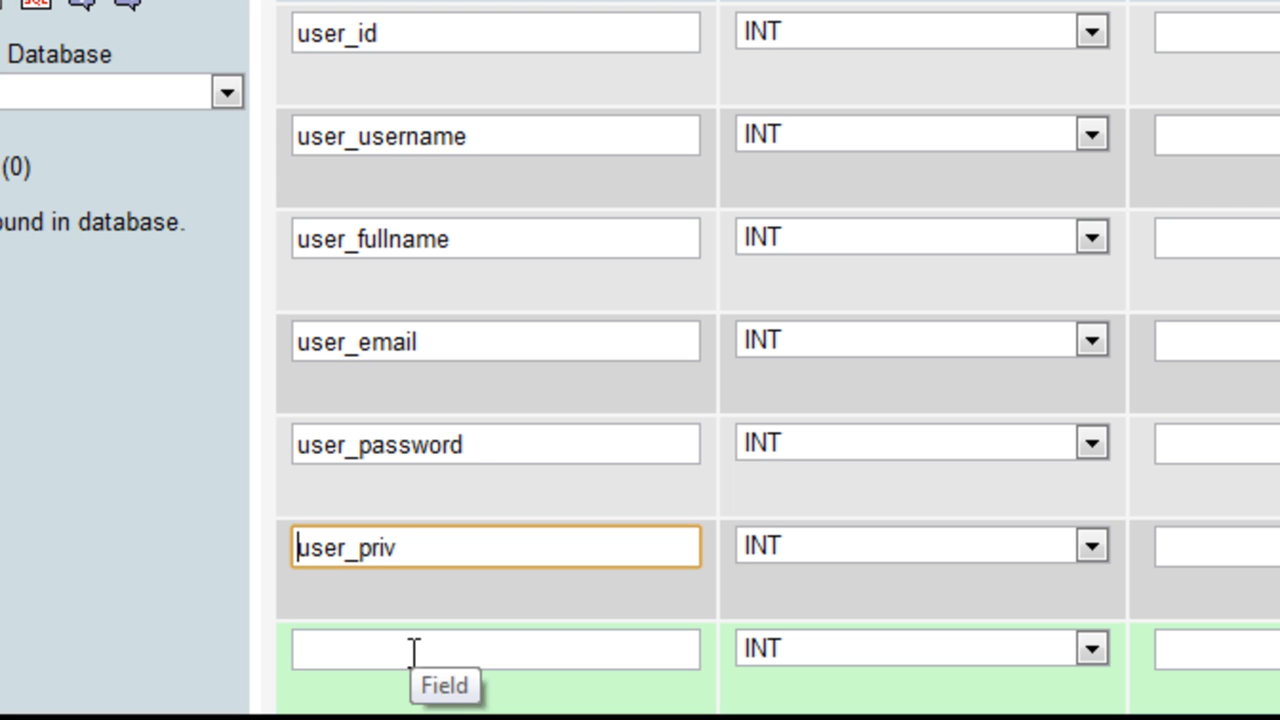 Database
(0)
ound in database.
user_id INT
user_username INT
user_fullname INT
user_email INT
user_password INT
user_priv INT
INT
Field